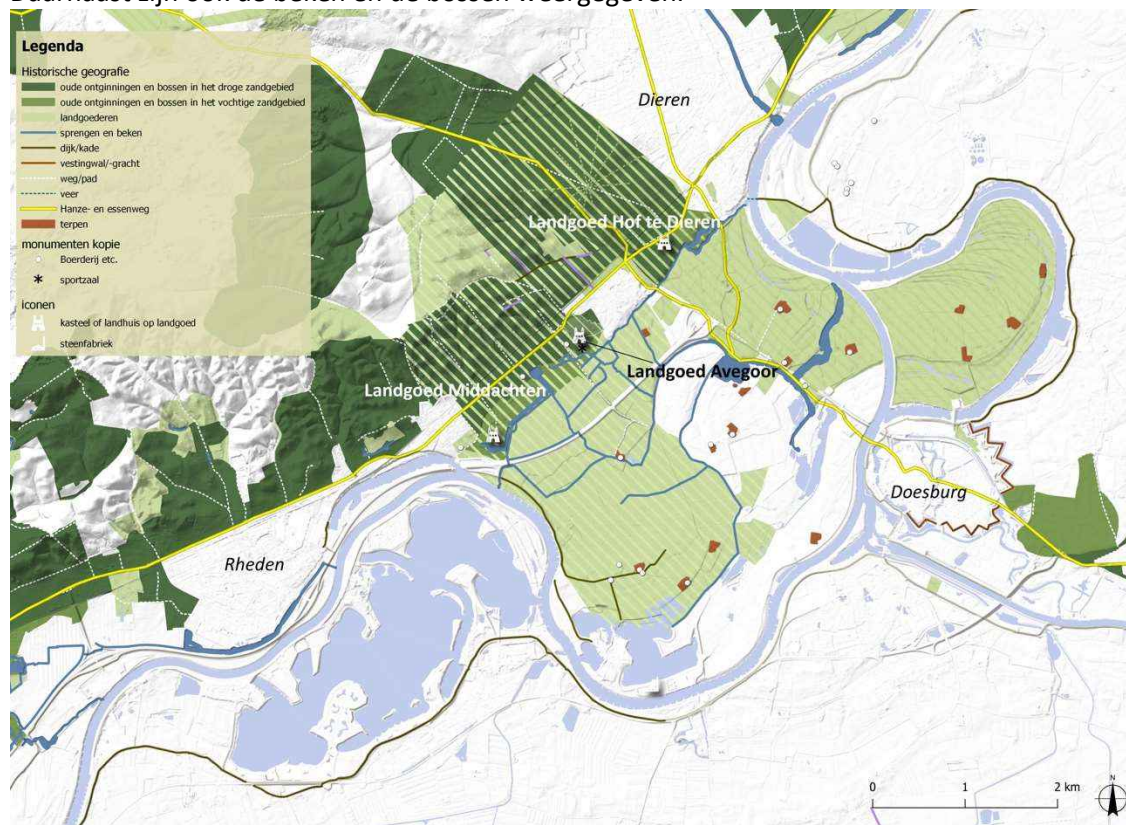 Daarnaast zijn ook de beken en de bossen weergegeven.
Legenda
Historische geografie
oude ontginningen en bossen in het droge zandgebied
oude ontginningen en bossen in het vochtige zandgebied
landgoederen
sprengen en beken
dijk/kade
vestingwal/-gracht
weg/pad
veer
Hanze- en essenweg
terpen
monumenten kopie
Boerderij etc.
sportzaal
iconen
kasteel of landhuis op landgoed
steenfabriek
Dieren
Landgoed Hof te Dieren
Landgoed Avegoor
Landgoed Middachten
Doesburg
Rheden
0 1 2 km
N